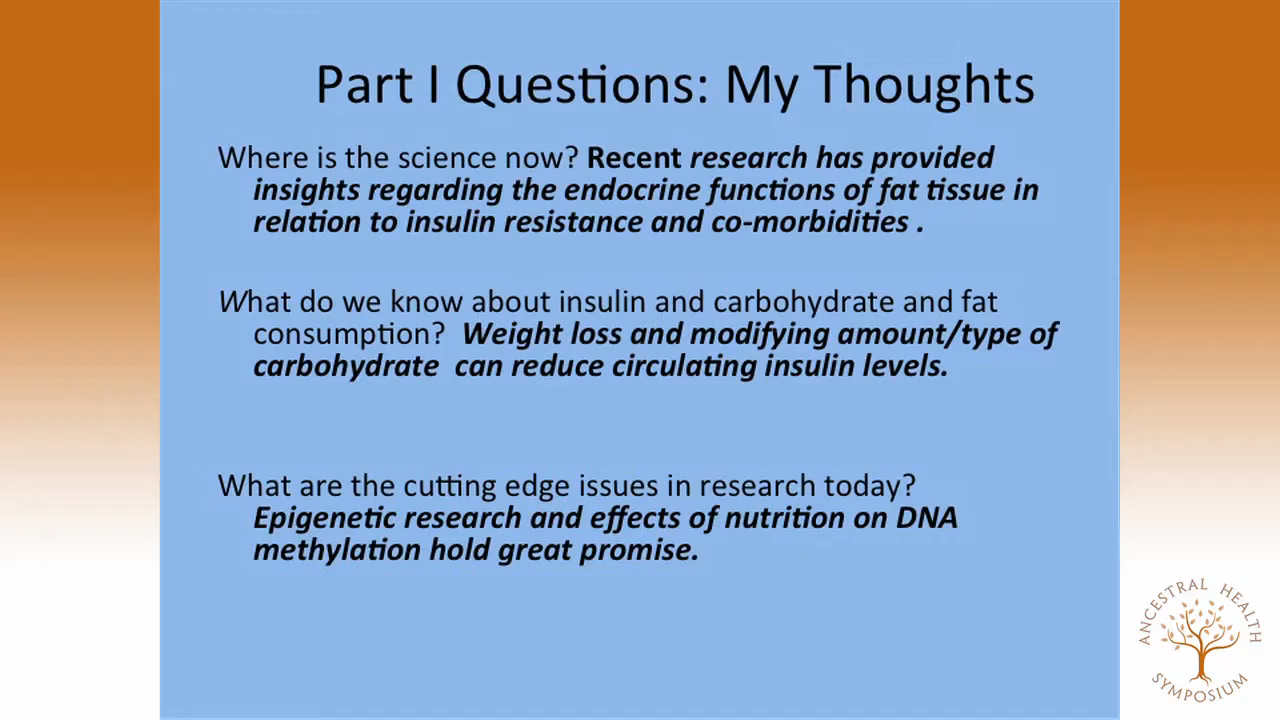 Part I Questions: My Thoughts
Where is the science now? Recent research has provided
insights regarding the endocrine functions of fat tissue in
relation to insulin resistance and co-morbidities .
What do we know about insulin and carbohydrate and fat
consumption? Weight loss and modifying amount/type of
carbohydrate can reduce circulating insulin levels.
What are the cutting edge issues in research today?
Epigenetic research and effects of nutrition on DNA
methylation hold great promise.
ANCESTRAL HEALTH
SYMPOSIUM